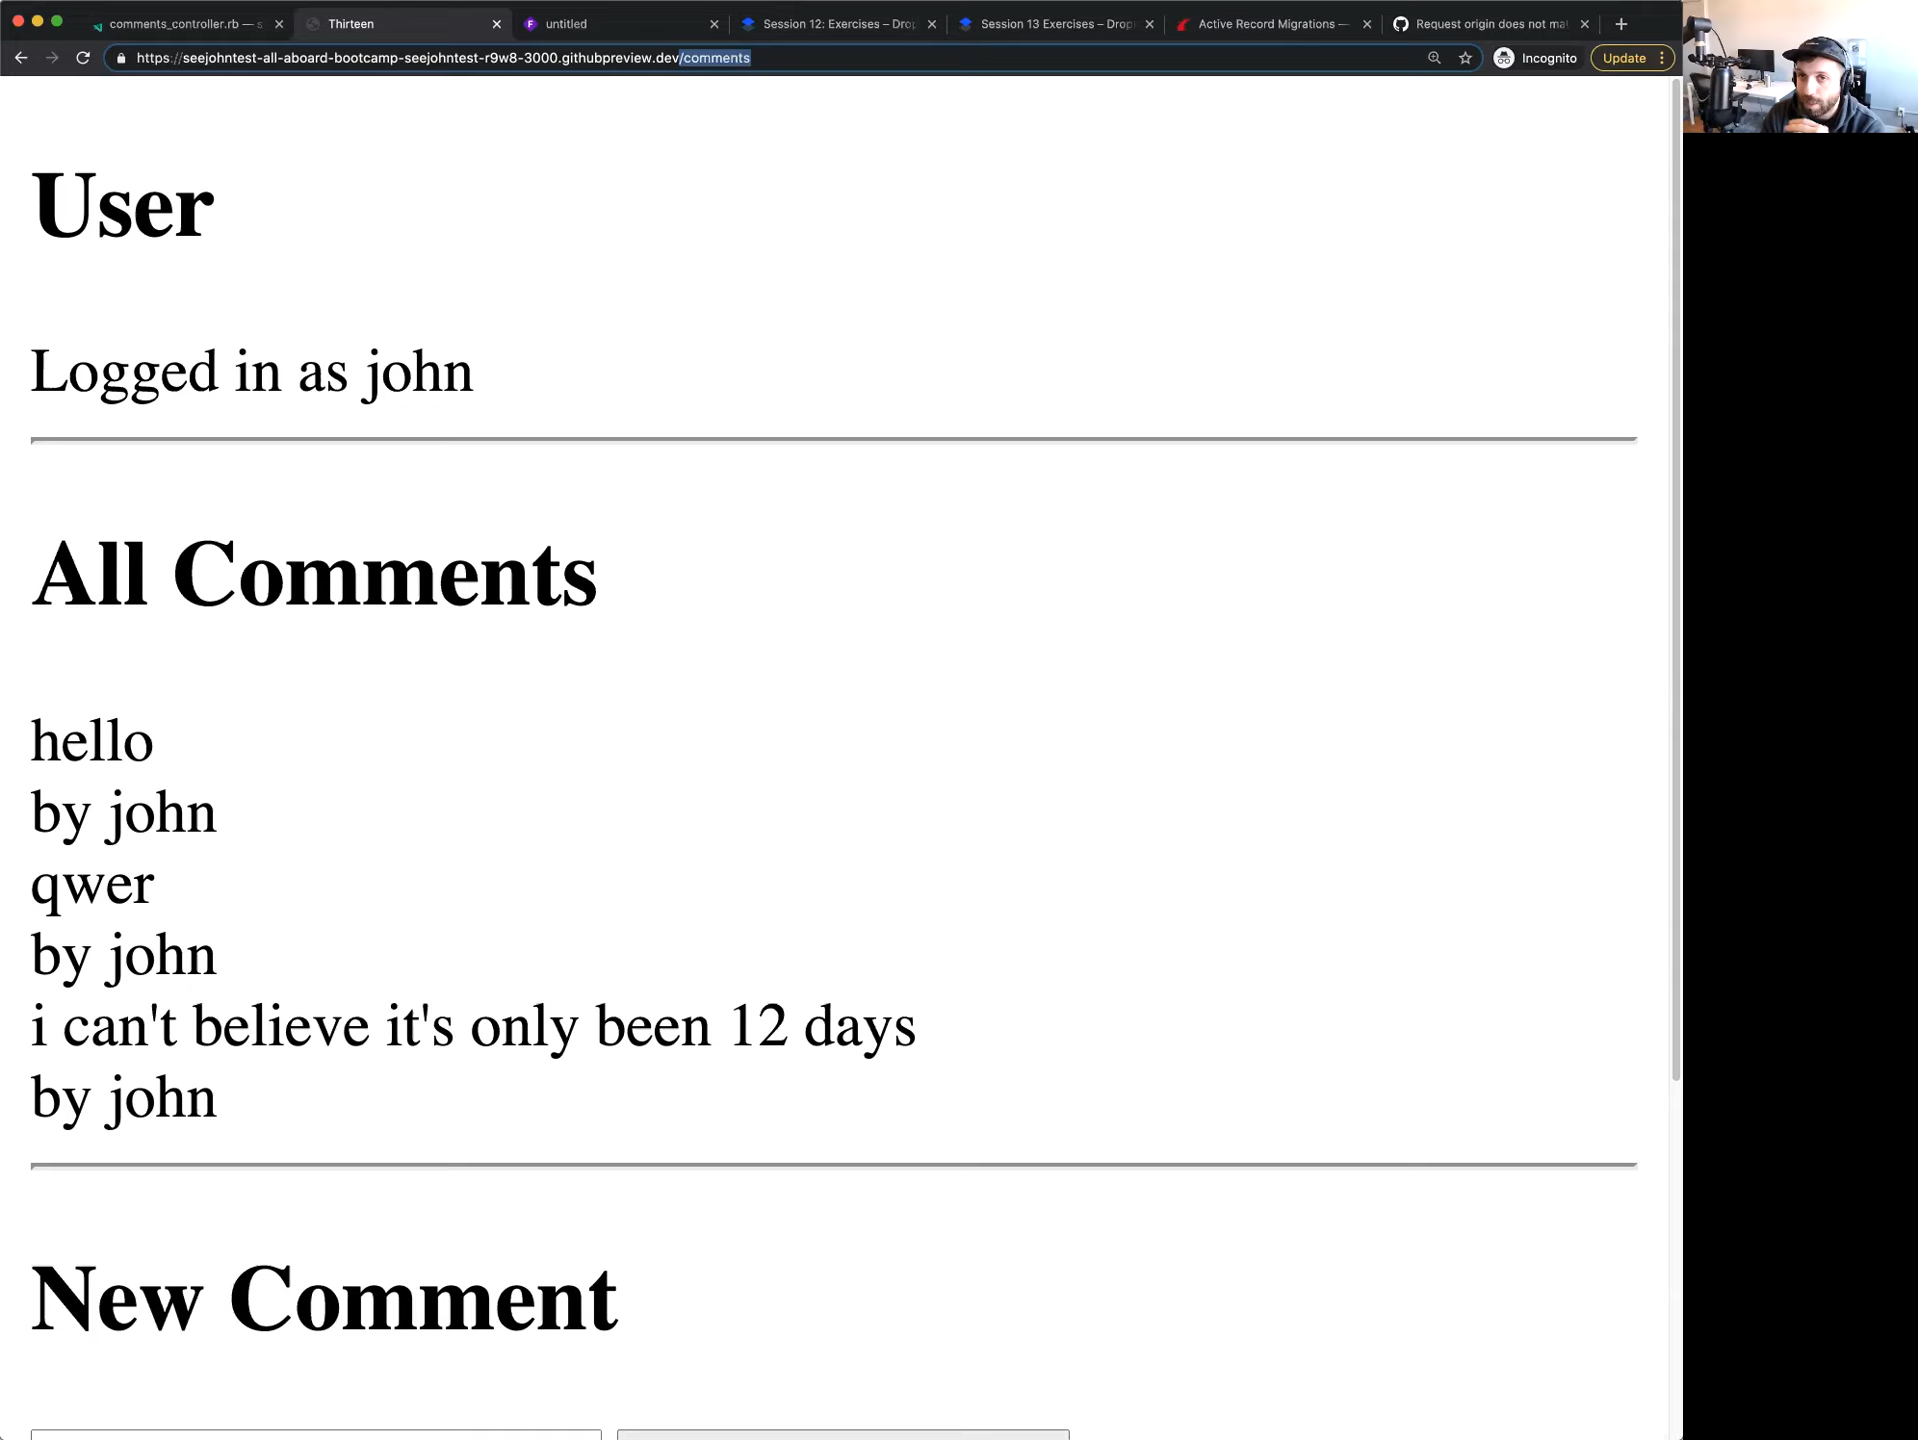 comments_controller.rb — s
Thirteen
untitled
Session 12: Exercises – Drop
Session 13 Exercises – Drop
Active Record Migrations —
Request origin does not ma
https://seejohntest-all-aboard-bootcamp-seejohntest-r9w8-3000.githubpreview.dev/comments
Incognito
Update
User
Logged in as john
All Comments
hello
by john
qwer
by john
i can't believe it's only been 12 days
by john
New Comment